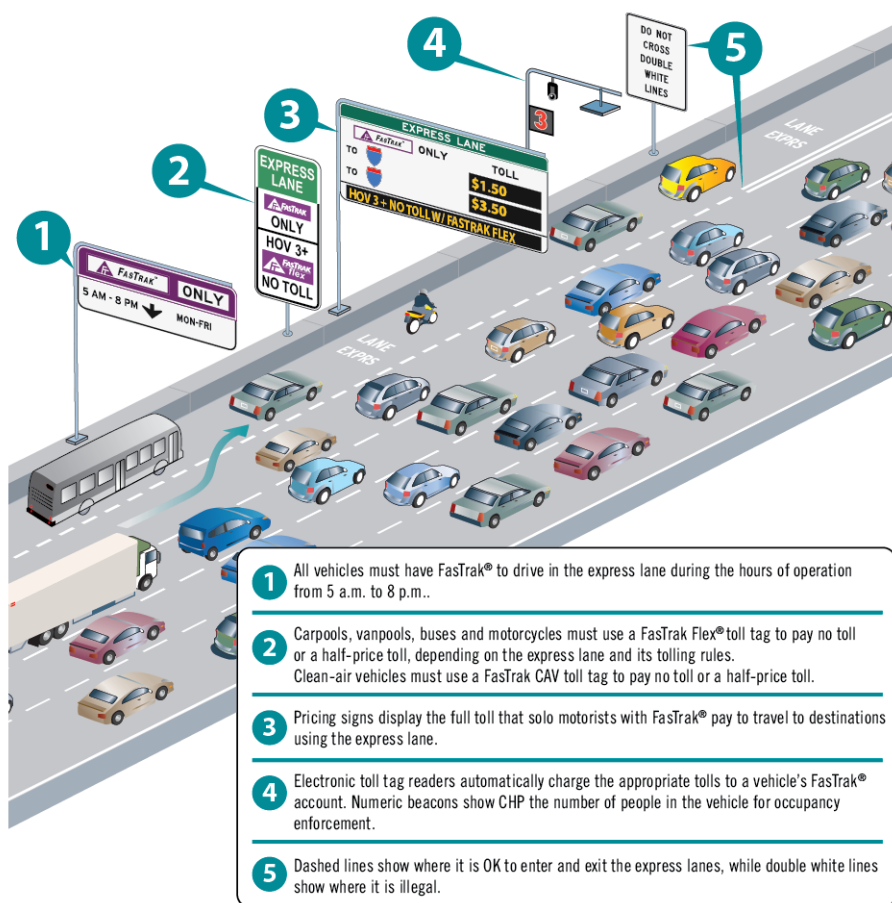 4
5
DO NOT
CROSS
DOUBLE
WHITE
LINES
3
3
EXPRESS LANE
FASTRAK™ ONLY
TO
TO
TOLL
$1.50
$3.50
HOV 3+ NO TOLL W/ FASTRAK FLEX
LANE
EXPRS
2
EXPRESS
LANE
FASTRAK
ONLY
HOV 3+
FASTRAK
flex
NO TOLL
1
FASTRAK™ ONLY
5 AM - 8 PM
MON-FRI
LANE
EXPRS
1 All vehicles must have FasTrak® to drive in the express lane during the hours of operation
from 5 a.m. to 8 p.m..
2 Carpools, vanpools, buses and motorcycles must use a FasTrak Flex® toll tag to pay no toll
or a half-price toll, depending on the express lane and its tolling rules.
Clean-air vehicles must use a FasTrak CAV toll tag to pay no toll or a half-price toll.
3 Pricing signs display the full toll that solo motorists with FasTrak® pay to travel to destinations
using the express lane.
4 Electronic toll tag readers automatically charge the appropriate tolls to a vehicle's FasTrak®
account. Numeric beacons show CHP the number of people in the vehicle for occupancy
enforcement.
5 Dashed lines show where it is OK to enter and exit the express lanes, while double white lines
show where it is illegal.